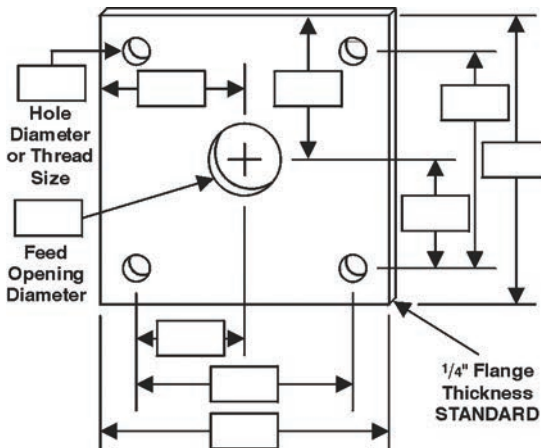 Hole
Diameter
or Thread
Size
Feed
Opening
Diameter
1/4" Flange
Thickness
STANDARD